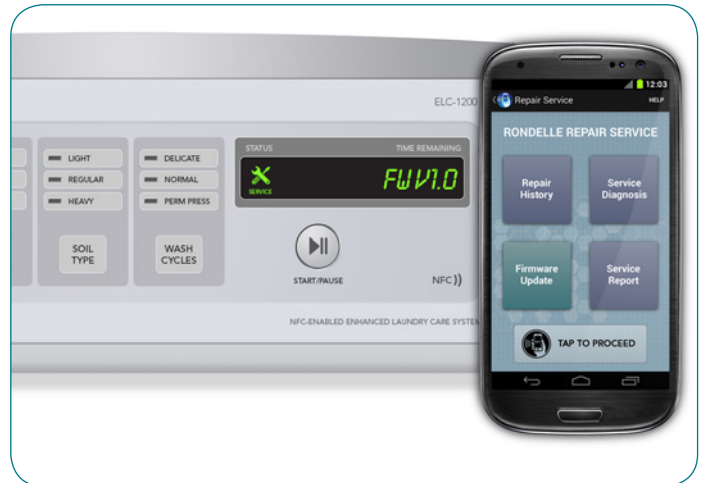 ELC-1200
LIGHT
REGULAR
HEAVY
SOIL
TYPE
DELICATE
NORMAL
PERM PRESS
WASH
CYCLES
STATUS
TIME REMAINING
SERVICE
FW V1.0
START/PAUSE
NFC))
NFC-ENABLED ENHANCED LAUNDRY CARE SYSTEM
12:03
Repair Service
HELP
RONDELLE REPAIR SERVICE
Repair
History
Service
Diagnosis
Firmware
Update
Service
Report
TAP TO PROCEED